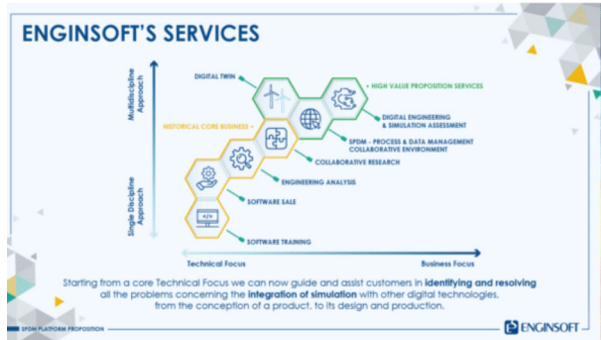 ENGINSOFT'S SERVICES
Multidiscipline
Approach
Single Discipline
Approach
DIGITAL TWIN
+ HIGH VALUE PROPOSITION SERVICES
HISTORICAL CORE BUSINESS +
DIGITAL ENGINEERING
& SIMULATION ASSESSMENT
SPDM - PROCESS & DATA MANAGEMENT
COLLABORATIVE ENVIRONMENT
COLLABORATIVE RESEARCH
ENGINEERING ANALYSIS
SOFTWARE SALE
</>
SOFTWARE TRAINING
Technical Focus
Business Focus
Starting from a core Technical Focus we can now guide and assist customers in identifying and resolving
all the problems concerning the integration of simulation with other digital technologies,
from the conception of a product, to its design and production.
SPDM PLATFORM PROPOSITION
ENGINSOFT